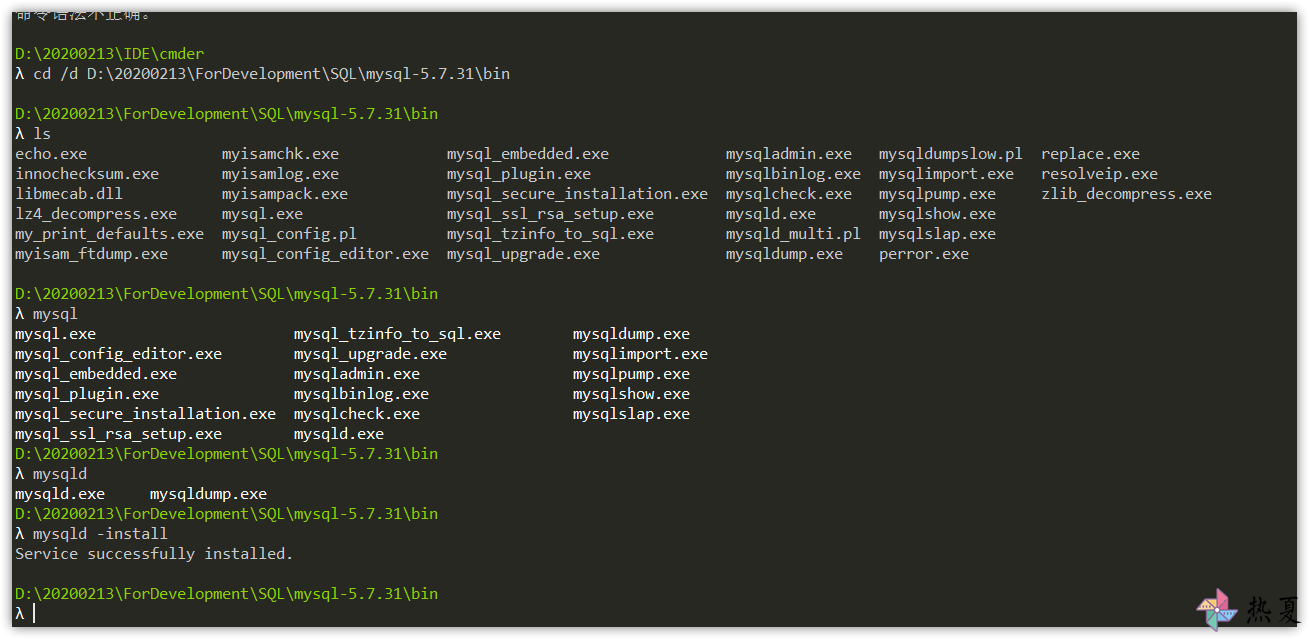 命令语法不正确。
D:\20200213\IDE\cmder
λ cd /d D:\20200213\ForDevelopment\SQL\mysql-5.7.31\bin
D:\20200213\ForDevelopment\SQL\mysql-5.7.31\bin
λ ls
echo.exe myisamchk.exe mysql_embedded.exe mysqladmin.exe mysqldumpslow.pl replace.exe
innochecksum.exe myisamlog.exe mysql_plugin.exe mysqlbinlog.exe mysqlimport.exe resolveip.exe
libmecab.dll myisampack.exe mysql_secure_installation.exe mysqlcheck.exe mysqlpump.exe zlib_decompress.exe
lz4_decompress.exe mysql.exe mysql_ssl_rsa_setup.exe mysqld.exe mysqlshow.exe
my_print_defaults.exe mysql_config.pl mysql_tzinfo_to_sql.exe mysqld_multi.pl mysqlslap.exe
myisam_ftdump.exe mysql_config_editor.exe mysql_upgrade.exe mysqldump.exe perror.exe
D:\20200213\ForDevelopment\SQL\mysql-5.7.31\bin
λ mysql
mysql.exe mysql_tzinfo_to_sql.exe mysqldump.exe
mysql_config_editor.exe mysql_upgrade.exe mysqlimport.exe
mysql_embedded.exe mysqladmin.exe mysqlpump.exe
mysql_plugin.exe mysqlbinlog.exe mysqlshow.exe
mysql_secure_installation.exe mysqlcheck.exe mysqlslap.exe
mysql_ssl_rsa_setup.exe mysqld.exe
D:\20200213\ForDevelopment\SQL\mysql-5.7.31\bin
λ mysqld
mysqld.exe mysqldump.exe
D:\20200213\ForDevelopment\SQL\mysql-5.7.31\bin
λ mysqld -install
Service successfully installed.
D:\20200213\ForDevelopment\SQL\mysql-5.7.31\bin
λ
热夏